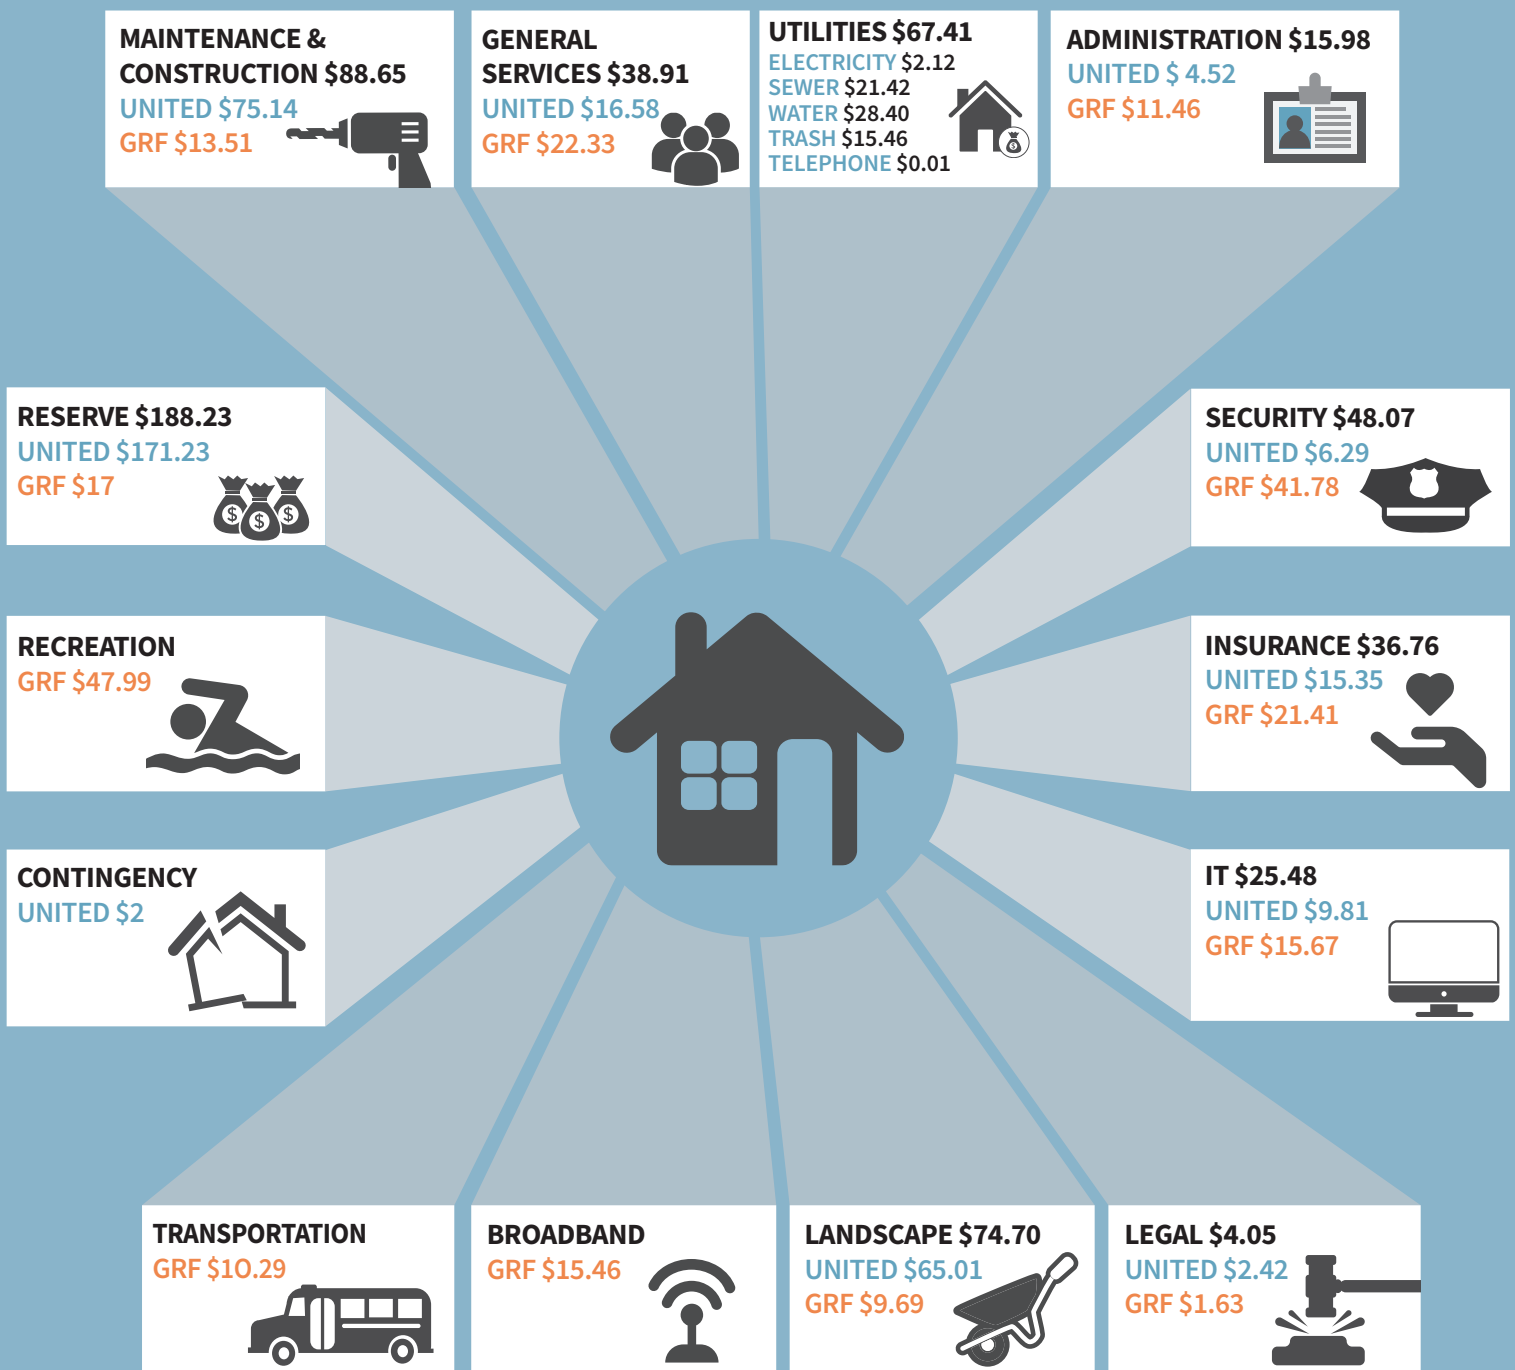 MAINTENANCE &
CONSTRUCTION $88.65
UNITED $75.14
GRF $13.51
GENERAL
SERVICES $38.91
UNITED $16.58
GRF $22.33
UTILITIES $67.41
ELECTRICITY $2.12
SEWER $21.42
WATER $28.40
TRASH $15.46
TELEPHONE $0.01
ADMINISTRATION $15.98
UNITED $ 4.52
GRF $11.46
RESERVE $188.23
UNITED $171.23
GRF $17
$ $ $
SECURITY $48.07
UNITED $6.29
GRF $41.78
RECREATION
GRF $47.99
INSURANCE $36.76
UNITED $15.35
GRF $21.41
CONTINGENCY
UNITED $2
IT $25.48
UNITED $9.81
GRF $15.67
TRANSPORTATION
GRF $10.29
BROADBAND
GRF $15.46
LANDSCAPE $74.70
UNITED $65.01
GRF $9.69
LEGAL $4.05
UNITED $2.42
GRF $1.63